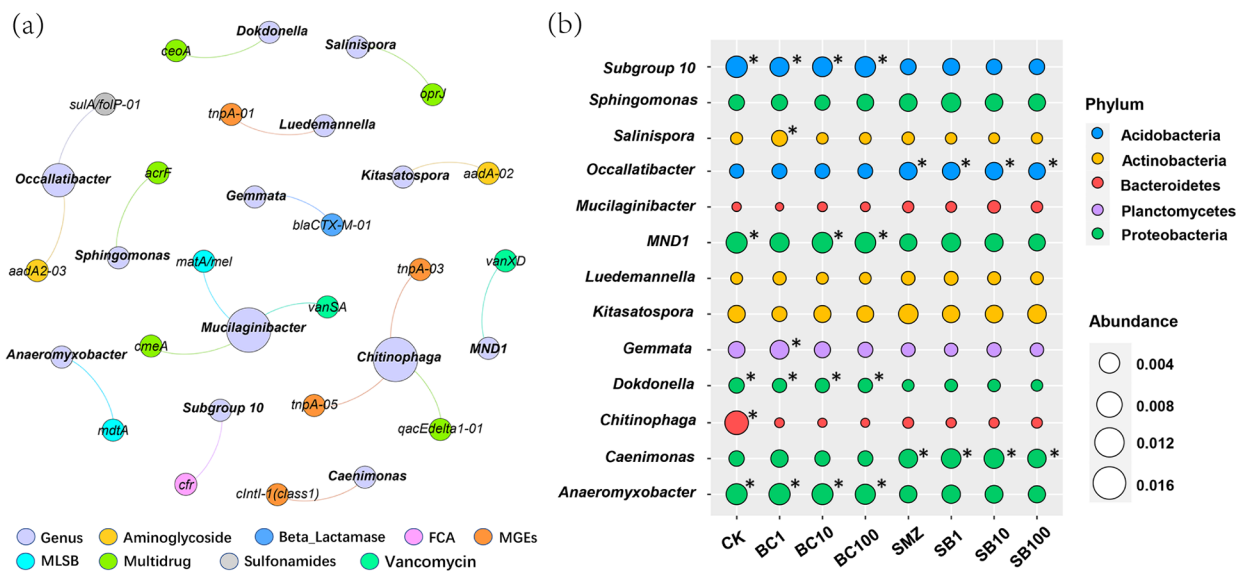 (a)
Dokdonella
ceoA
Salinispora
oprJ
sulA/folP-01
tnpA-01
Luedemannella
Occallatibacter
acrF
Kitasatospora
aadA-02
Gemmata
blaCTX-M-01
aadA2-03
Sphingomonas
matA/mel
tnpA-03
vanXD
vanSA
Mucilaginibacter
cmeA
Anaeromyxobacter
Chitinophaga
MND1
mdtA
Subgroup 10
tnpA-05
qacEdelta1-01
cfr
cIntI-1(class1)
Caenimonas
Genus Aminoglycoside Beta_Lactamase FCA MGEs
MLSB Multidrug Sulfonamides Vancomycin
(b)
Subgroup 10 * * * *
Sphingomonas
Salinispora *
Occallatibacter * * * *
Mucilaginibacter
MND1 * * *
Luedemannella
Kitasatospora
Gemmata *
Dokdonella * * * *
Chitinophaga *
Caenimonas * * * *
Anaeromyxobacter * * * *
CK BC1 BC10 BC100 SMZ SB1 SB10 SB100
Phylum
Acidobacteria
Actinobacteria
Bacteroidetes
Planctomycetes
Proteobacteria
Abundance
0.004
0.008
0.012
0.016